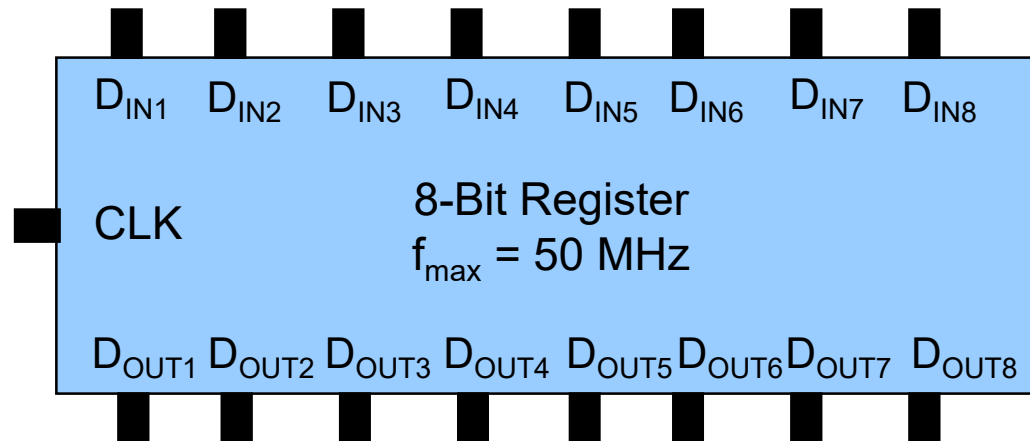 DIN1 DIN2 DIN3 DIN4 DIN5 DIN6 DIN7 DIN8
CLK
8-Bit Register
fmax = 50 MHz
DOUT1 DOUT2 DOUT3 DOUT4 DOUT5 DOUT6 DOUT7 DOUT8